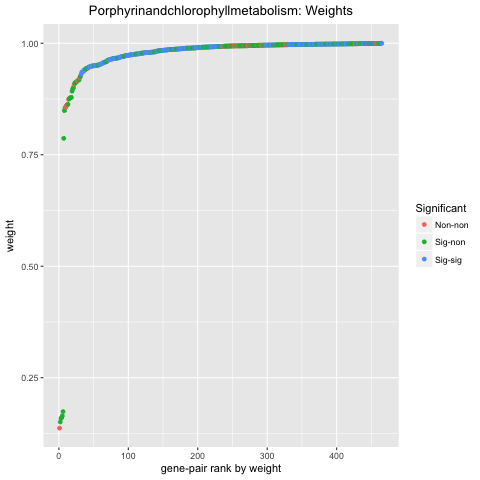 Porphyrinandchlorophyllmetabolism: Weights
1.00
0.75
0.50
0.25
weight
0 100 200 300 400
gene-pair rank by weight
Significant
Non-non
Sig-non
Sig-sig